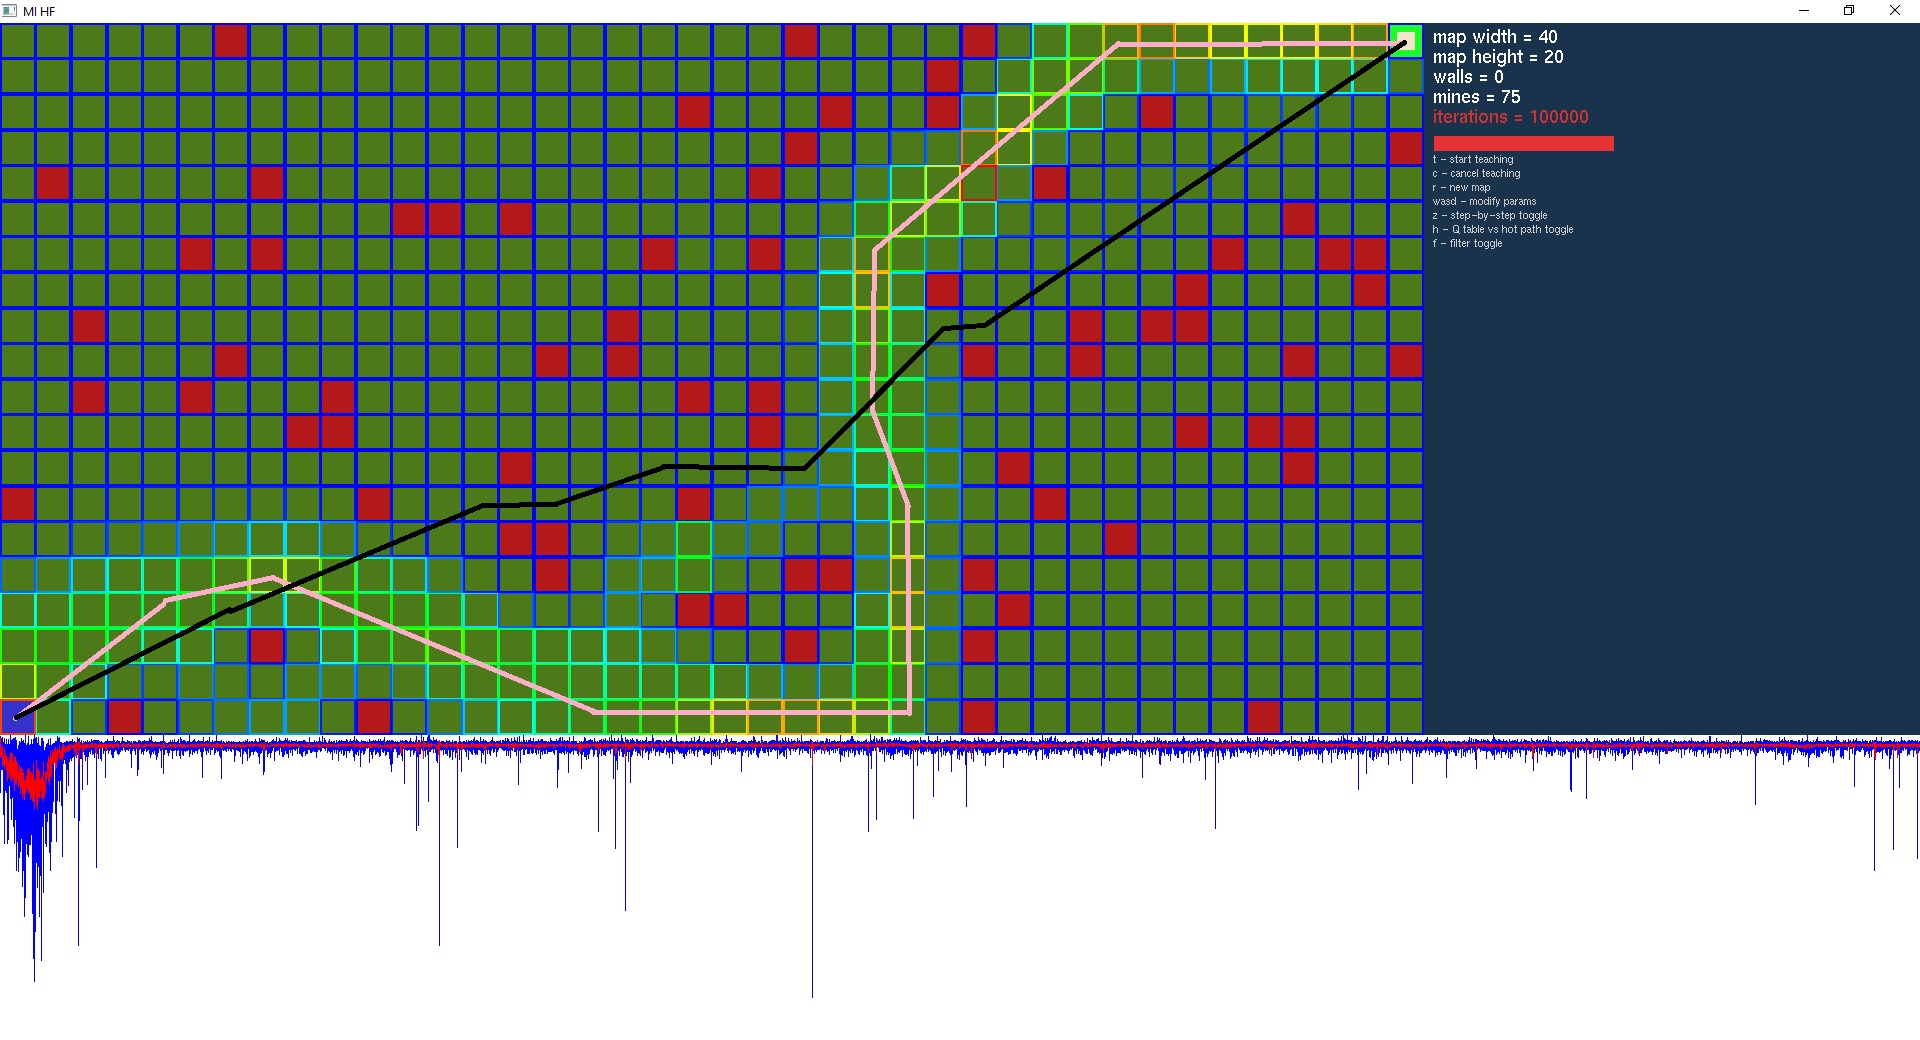 MI HF
map width = 40
map height = 20
walls = 0
mines = 75
iterations = 100000
t - start teaching
c - cancel teaching
r - new map
wasd - modify params
z - step-by-step toggle
h - Q table vs hot path toggle
f - filter toggle